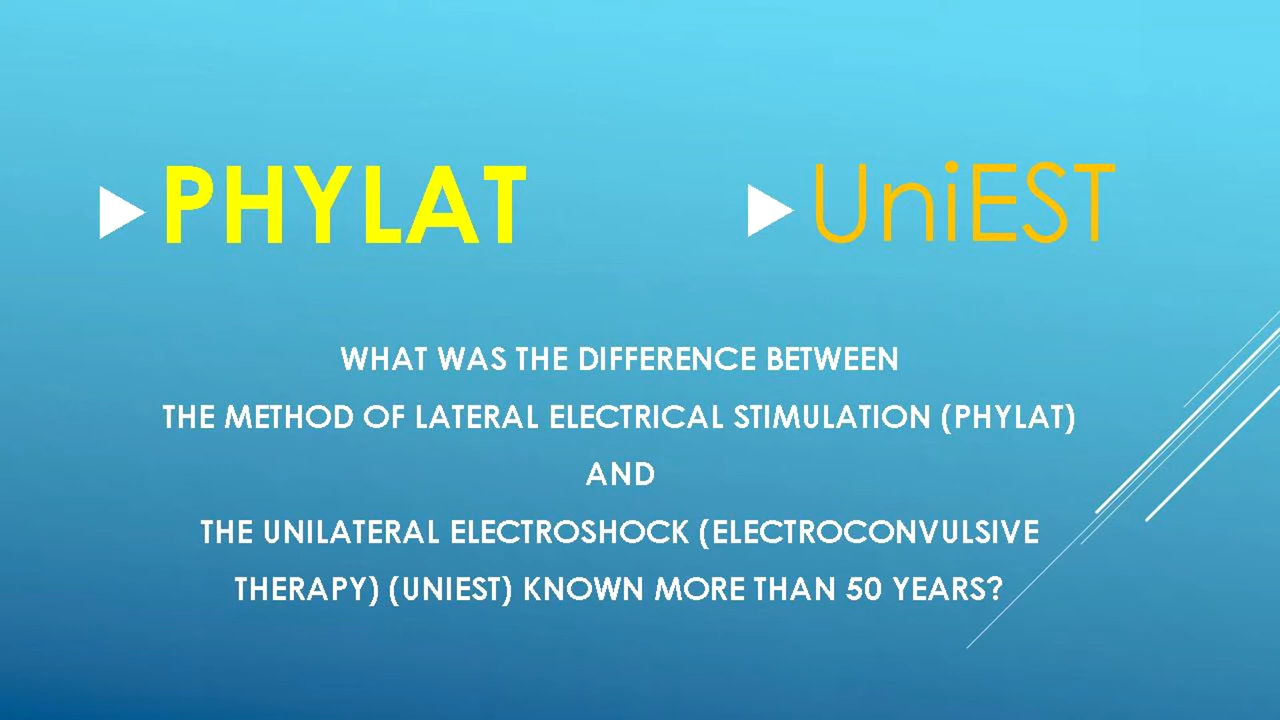 PHYLAT
UniEST
WHAT WAS THE DIFFERENCE BETWEEN
THE METHOD OF LATERAL ELECTRICAL STIMULATION (PHYLAT)
AND
THE UNILATERAL ELECTROSHOCK (ELECTROCONVULSIVE
THERAPY) (UNIEST) KNOWN MORE THAN 50 YEARS?